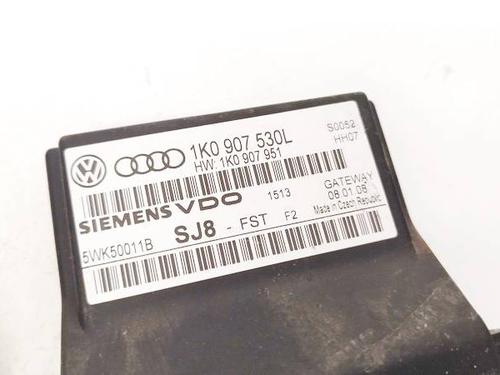 1K0 907 530L
HW: 1K0 907 951
S0052
HH07
SIEMENS VDO
1513
GATEWAY
08.01.08
5WK50011B
SJ8 - FST F2
Made in Czech Republic